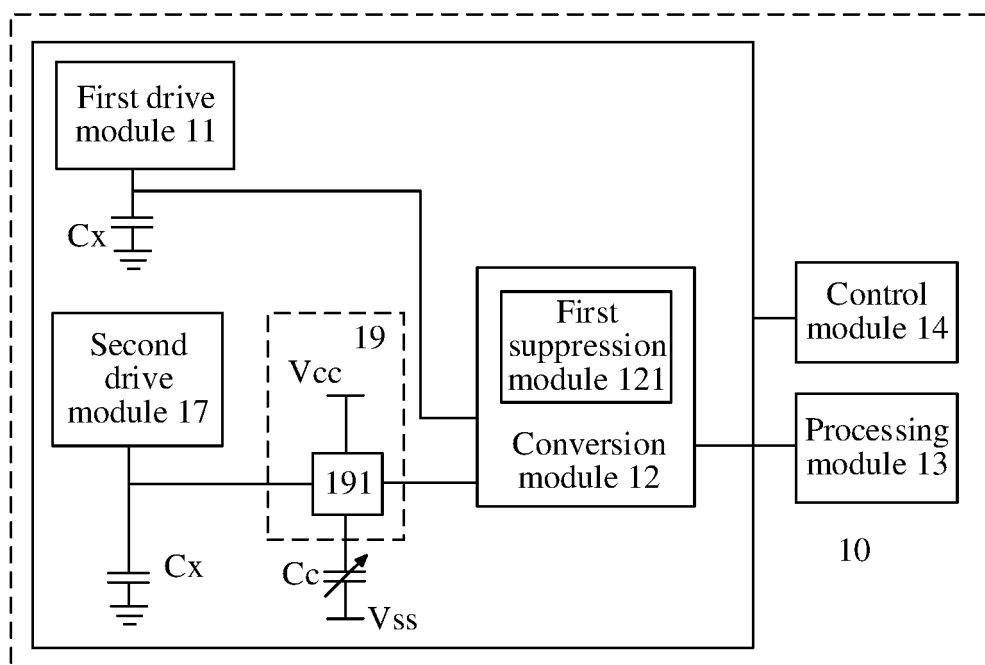 First drive
module 11
Cx
Second
drive
module 17
19
Vcc
191
Cx
Cc
Vss
First
suppression
module 121
Conversion
module 12
Control
module 14
Processing
module 13
10